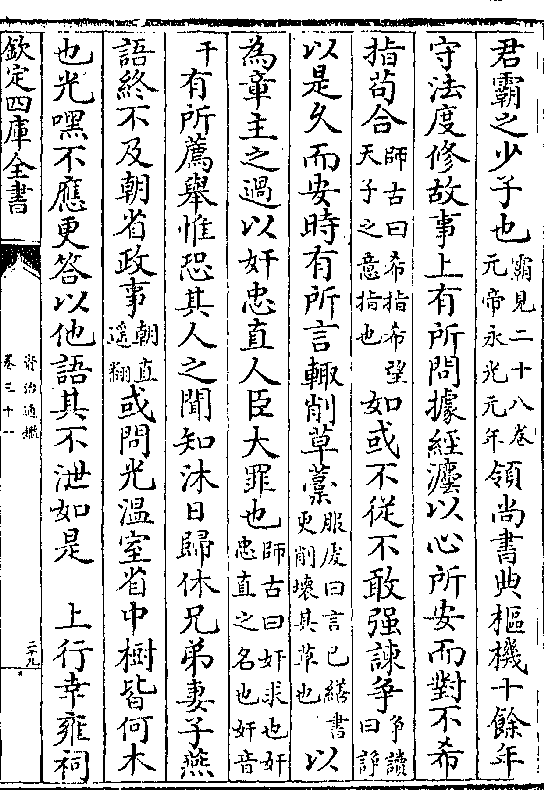 君霸之少子也霸見二十八卷元帝永光元年領尚書典樞機十餘年
守法度修故事上有所問據經灋以心所安而對不希
指苟合師古曰希指希望天子之意指也如或不從不敢强諫爭爭讀曰諍
以是久而安時有所言輒削草藁服虔曰言已繕書更削壞其草也以
為章主之過以奸忠直人臣大罪也師古曰奸求也奸忠直之名也奸音
干有所薦舉惟恐其人之聞知沐日歸休兄弟妻子燕
語終不及朝省政事朝直遥翻或問光温室省中樹皆何木
也光嘿不應更答以他語其不泄如是　上行幸雍祠
欽定四庫全書
資治通鑑
卷三十一
二十九